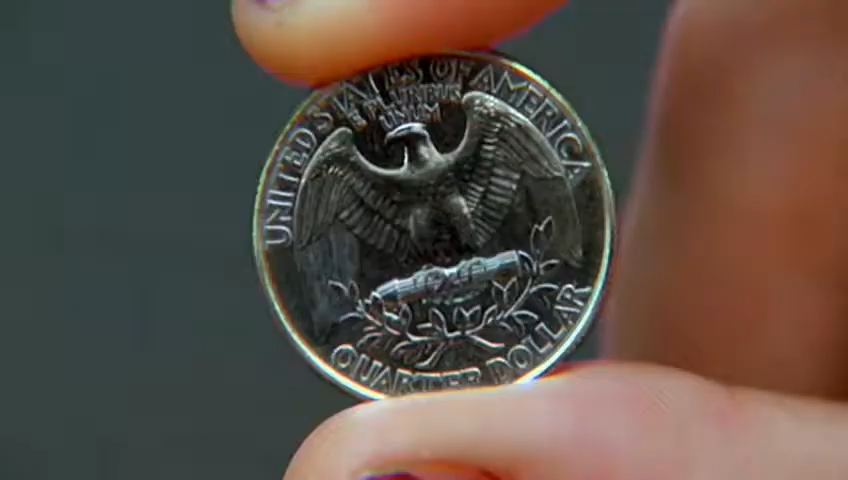 UNITED STATES OF AMERICA
E PLURIBUS
UNUM
QUARTER DOLLAR